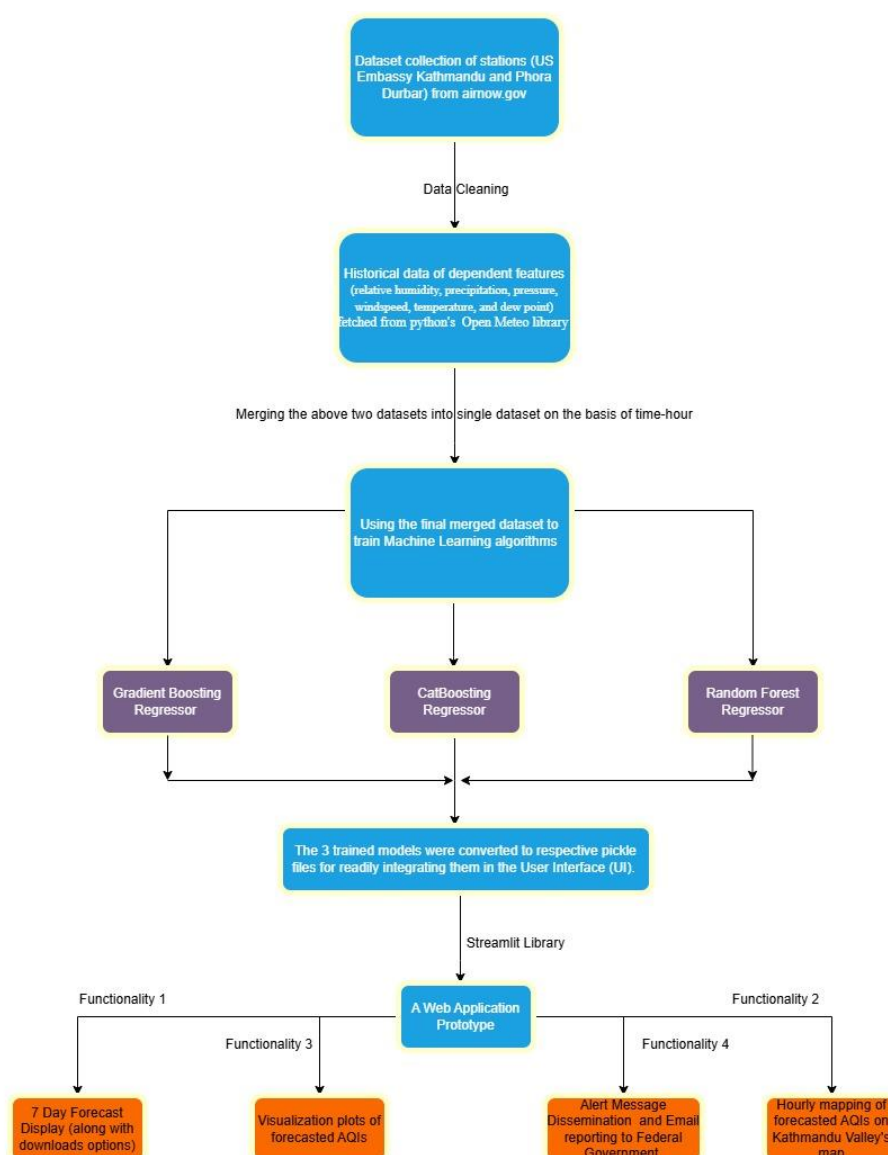 Dataset collection of stations (US
Embassy Kathmandu and Phora
Durbar) from airnow.gov
Data Cleaning
Historical data of dependent features
(relative humidity, precipitation, pressure,
windspeed, temperature, and dew point)
fetched from python's Open Meteo library
Merging the above two datasets into single dataset on the basis of time-hour
Using the final merged dataset to
train Machine Learning algorithms
Gradient Boosting
Regressor
CatBoosting
Regressor
Random Forest
Regressor
The 3 trained models were converted to respective pickle
files for readily integrating them in the User Interface (UI).
Streamlit Library
A Web Application
Prototype
Functionality 1
Functionality 3
Functionality 4
Functionality 2
7 Day Forecast
Display (along with
downloads options)
Visualization plots of
forecasted AQIs
Alert Message
Dissemination and Email
reporting to Federal
Government
Hourly mapping of
forecasted AQIs on
Kathmandu Valley's
map